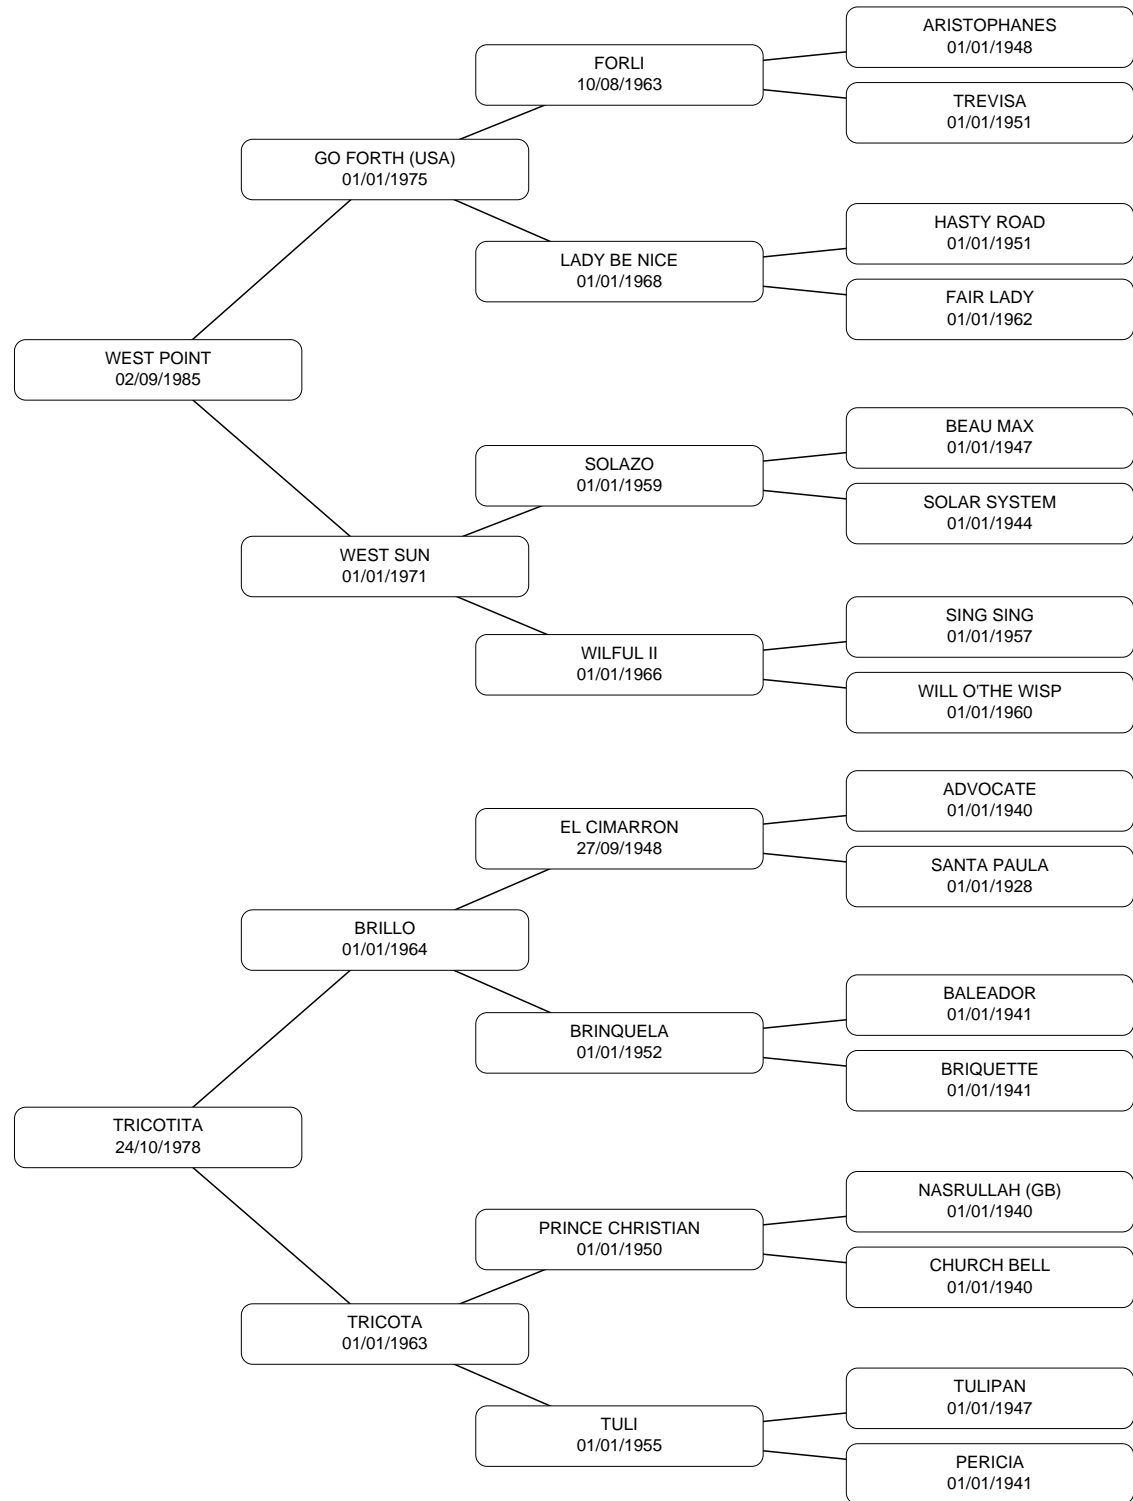 ARISTOPHANES
01/01/1948
FORLI
10/08/1963
TREVISA
01/01/1951
GO FORTH (USA)
01/01/1975
HASTY ROAD
01/01/1951
LADY BE NICE
01/01/1968
FAIR LADY
01/01/1962
WEST POINT
02/09/1985
BEAU MAX
01/01/1947
SOLAZO
01/01/1959
SOLAR SYSTEM
01/01/1944
WEST SUN
01/01/1971
SING SING
01/01/1957
WILFUL II
01/01/1966
WILL O'THE WISP
01/01/1960
ADVOCATE
01/01/1940
EL CIMARRON
27/09/1948
SANTA PAULA
01/01/1928
BRILLO
01/01/1964
BALEADOR
01/01/1941
BRINQUELA
01/01/1952
BRIQUETTE
01/01/1941
TRICOTITA
24/10/1978
NASRULLAH (GB)
01/01/1940
PRINCE CHRISTIAN
01/01/1950
CHURCH BELL
01/01/1940
TRICOTA
01/01/1963
TULIPAN
01/01/1947
TULI
01/01/1955
PERICIA
01/01/1941